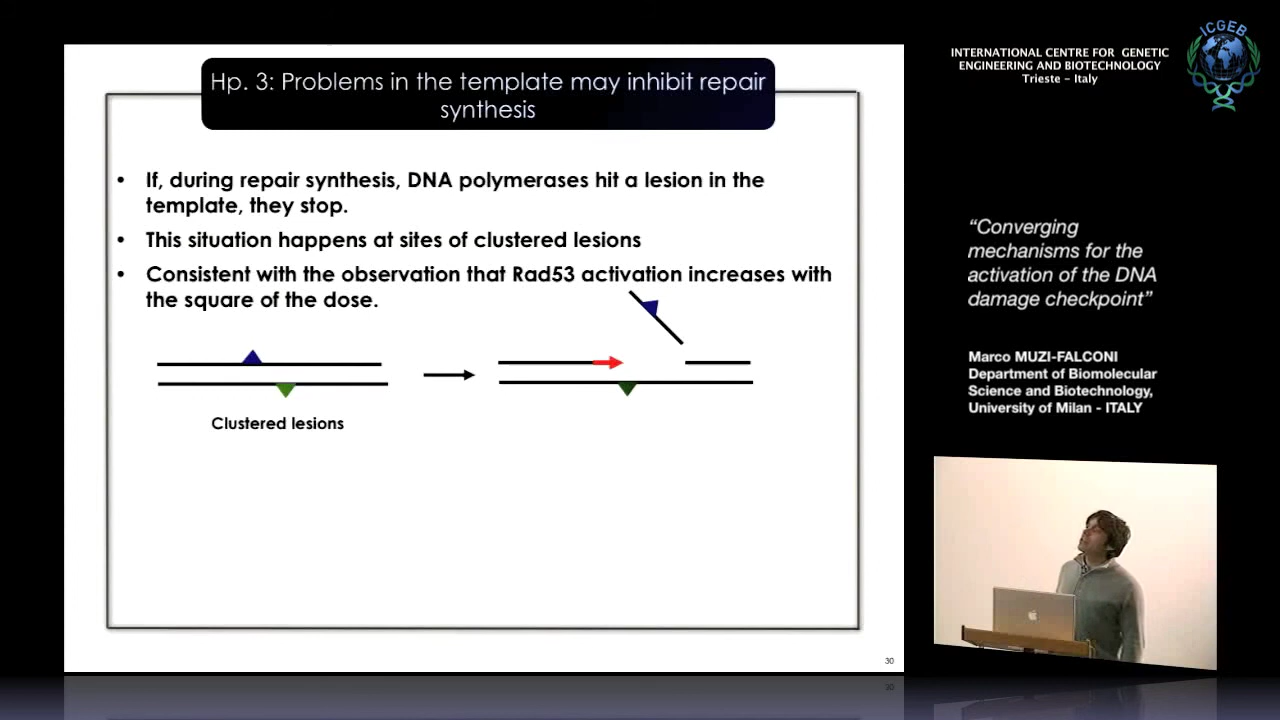 Hp. 3: Problems in the template may inhibit repair
synthesis
• If, during repair synthesis, DNA polymerases hit a lesion in the
template, they stop.
• This situation happens at sites of clustered lesions
• Consistent with the observation that Rad53 activation increases with
the square of the dose.
Clustered lesions
30
30
INTERNATIONAL CENTRE FOR GENETIC
ENGINEERING AND BIOTECHNOLOGY
Trieste - Italy
ICGEB
“Converging
mechanisms for the
activation of the DNA
damage checkpoint”
Marco MUZI-FALCONI
Department of Biomolecular
Science and Biotechnology,
University of Milan - ITALY